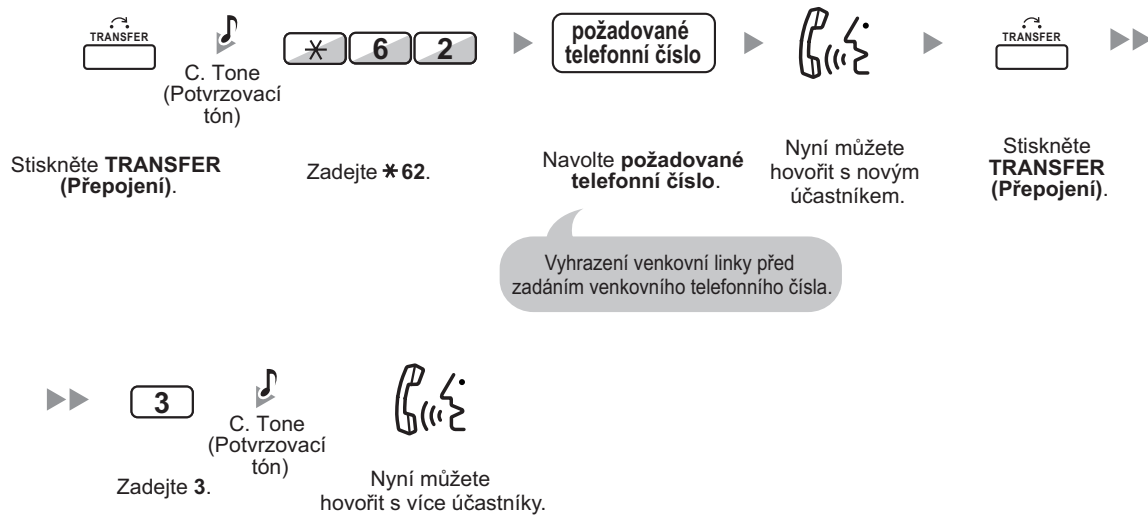 TRANSFER
C. Tone
(Potvrzovací
tón)
* 6 2
požadované
telefonní číslo
TRANSFER
Stiskněte TRANSFER
(Přepojení).
Zadejte * 62.
Navolte požadované
telefonní číslo.
Nyní můžete
hovořit s novým
účastníkem.
Stiskněte
TRANSFER
(Přepojení).
Vyhrazení venkovní linky před
zadáním venkovního telefonního čísla.
3
C. Tone
(Potvrzovací
tón)
Zadejte 3.
Nyní můžete
hovořit s více účastníky.